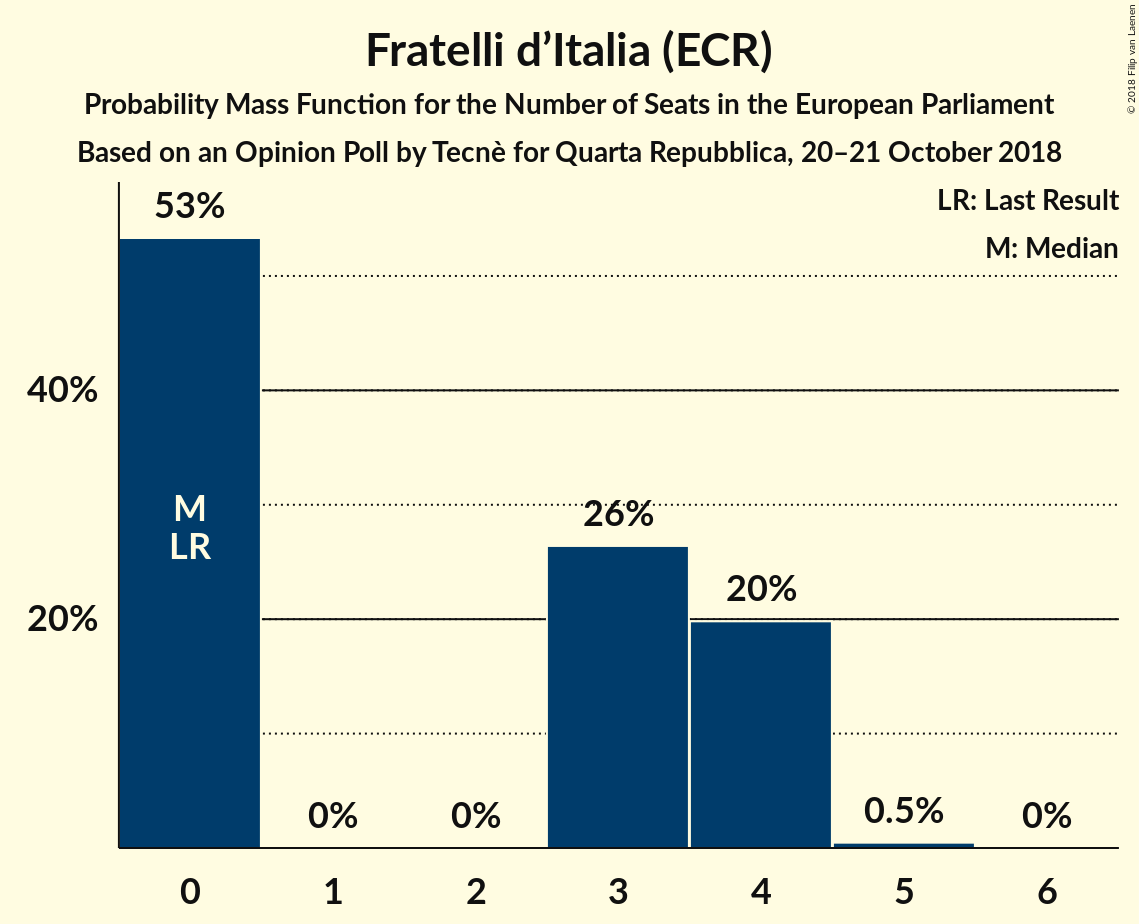 Fratelli d’Italia (ECR)
Probability Mass Function for the Number of Seats in the European Parliament
Based on an Opinion Poll by Tecnè for Quarta Repubblica, 20–21 October 2018
© 2018 Filip van Laenen
LR: Last Result
M: Median
53%
40%
M
LR
26%
20%
20%
0%
0%
0.5%
0%
0 1 2 3 4 5 6